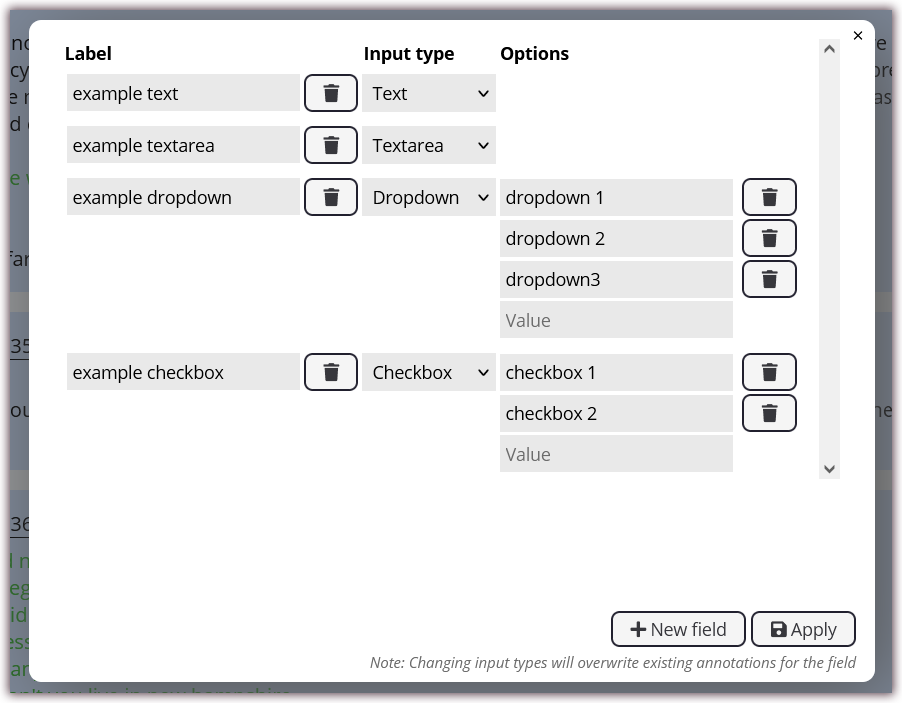 Label Input type Options
example text Text
example textarea Textarea
example dropdown Dropdown dropdown 1
dropdown 2
dropdown3
Value
example checkbox Checkbox checkbox 1
checkbox 2
Value
New field Apply
Note: Changing input types will overwrite existing annotations for the field